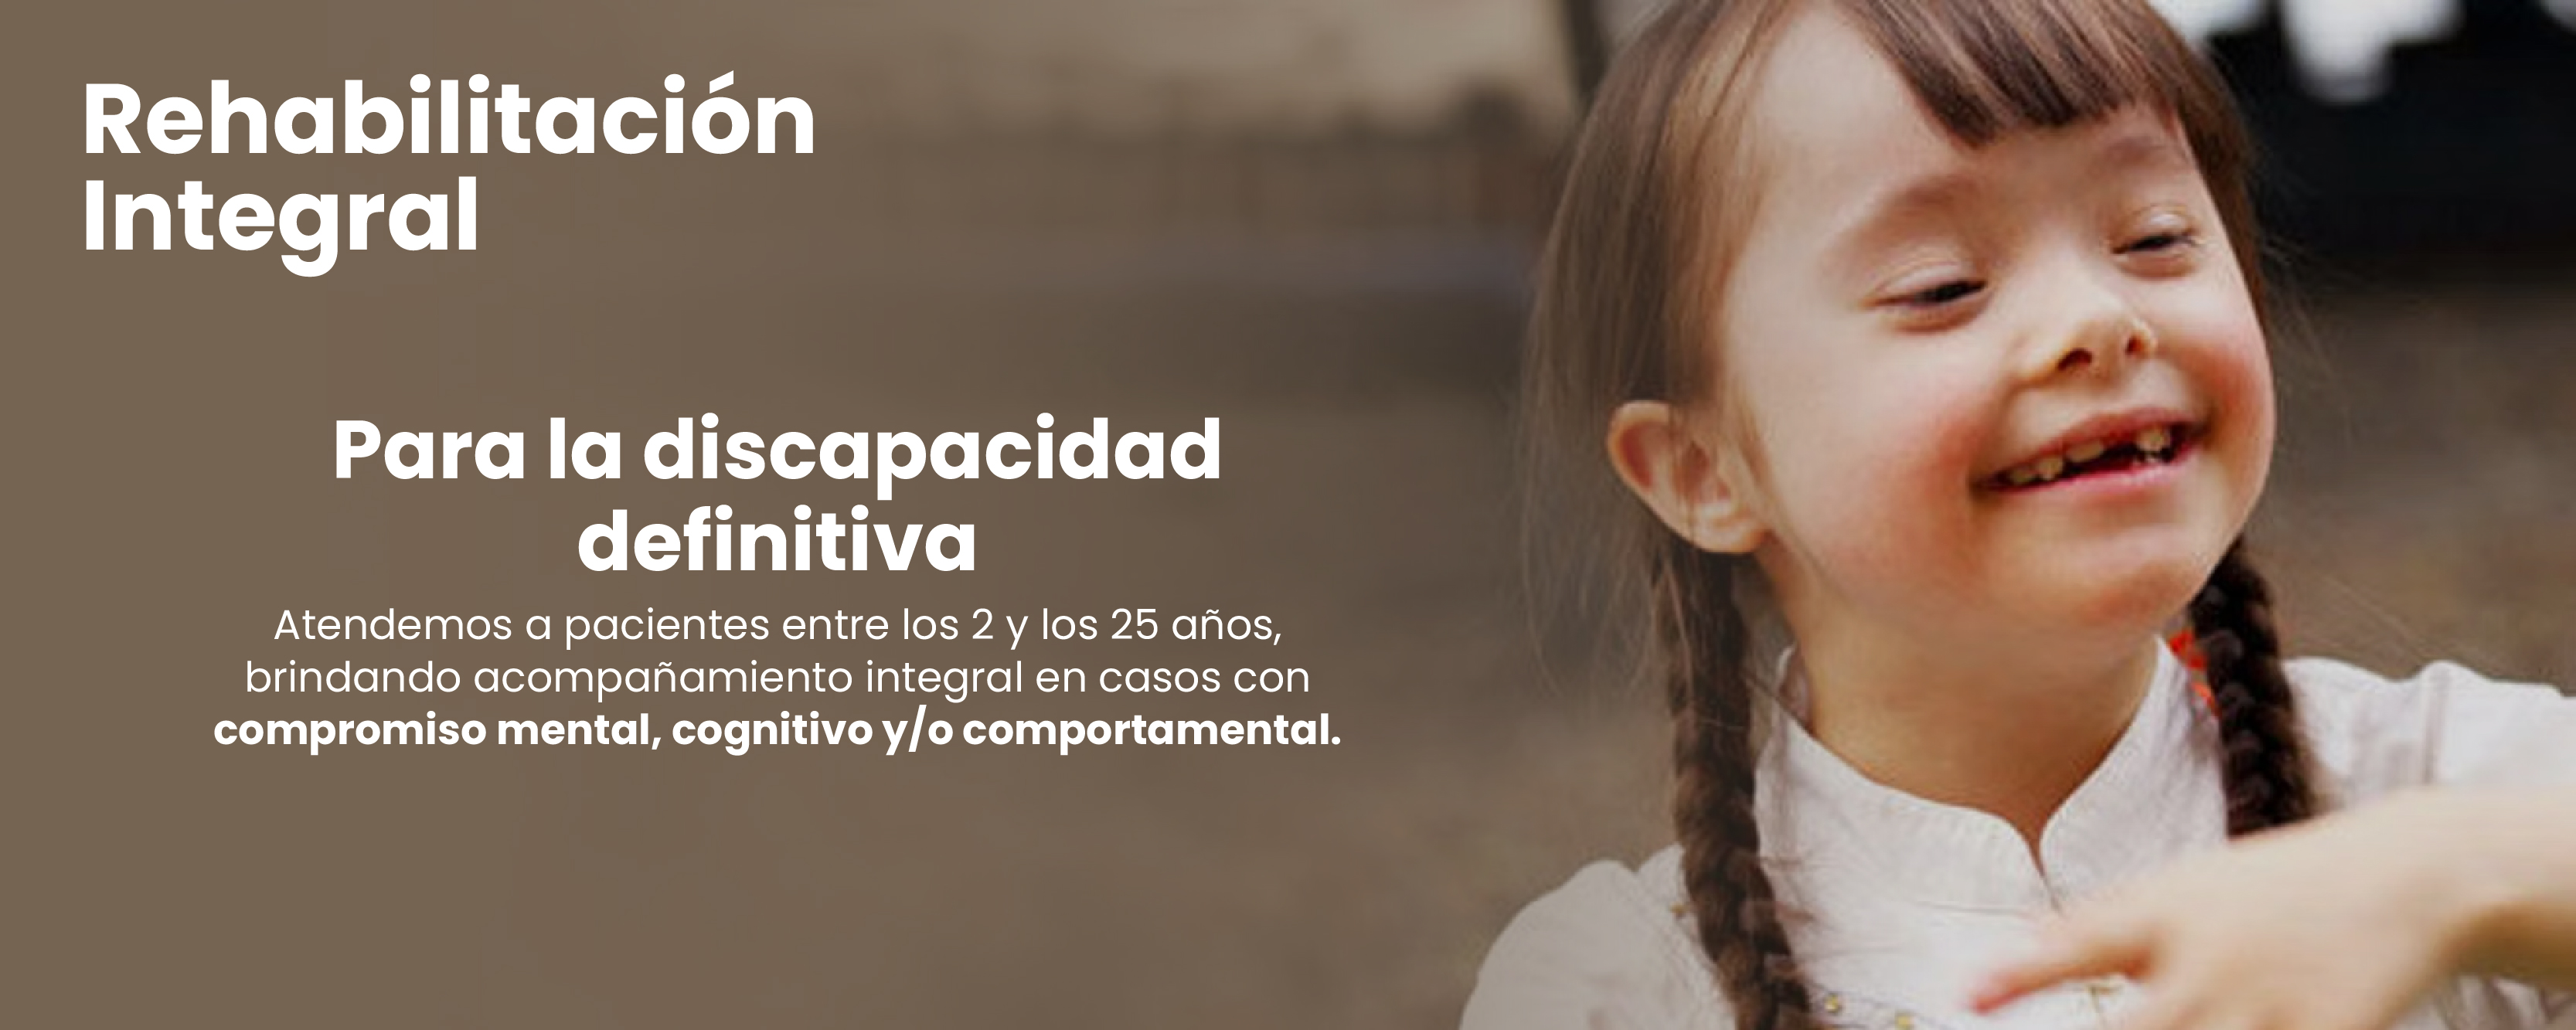 Rehabilitación
Integral
Para la discapacidad
definitiva
Atendemos a pacientes entre los 2 y los 25 años,
brindando acompañamiento integral en casos con
compromiso mental, cognitivo y/o comportamental.